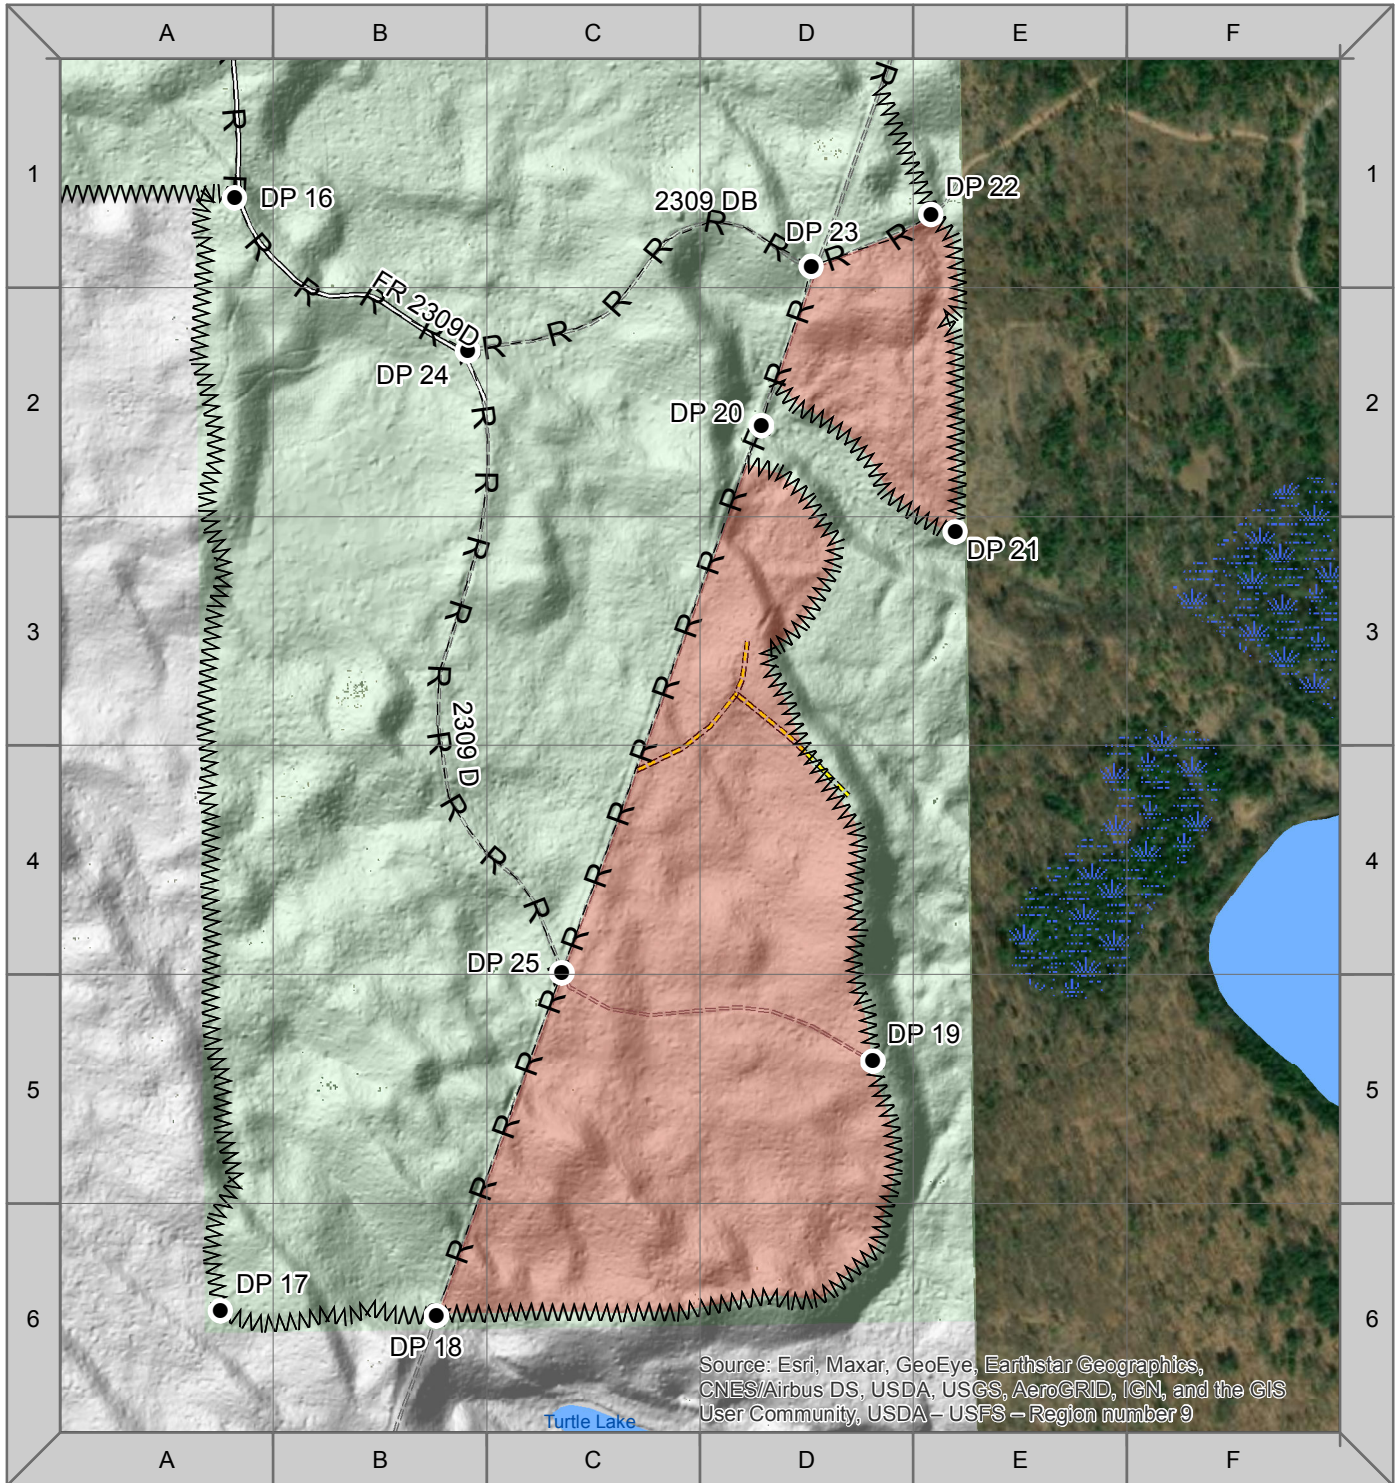 A B C D E F
1 1
DP 16
DP 22
2309 DB
DP 23
FR 2309D
DP 24
2 2
DP 20
DP 21
3 3
2309 D
4 4
DP 25
DP 19
5 5
DP 17
DP 18
6 6
Source: Esri, Maxar, GeoEye, Earthstar Geographics,
CNES/Airbus DS, USDA, USGS, AeroGRID, IGN, and the GIS
User Community, USDA – USFS – Region number 9
Turtle Lake
A B C D E F
R R R R R R R R R R R R R R R R R R R R R R R R R R R R R R R R R R R R R R R R